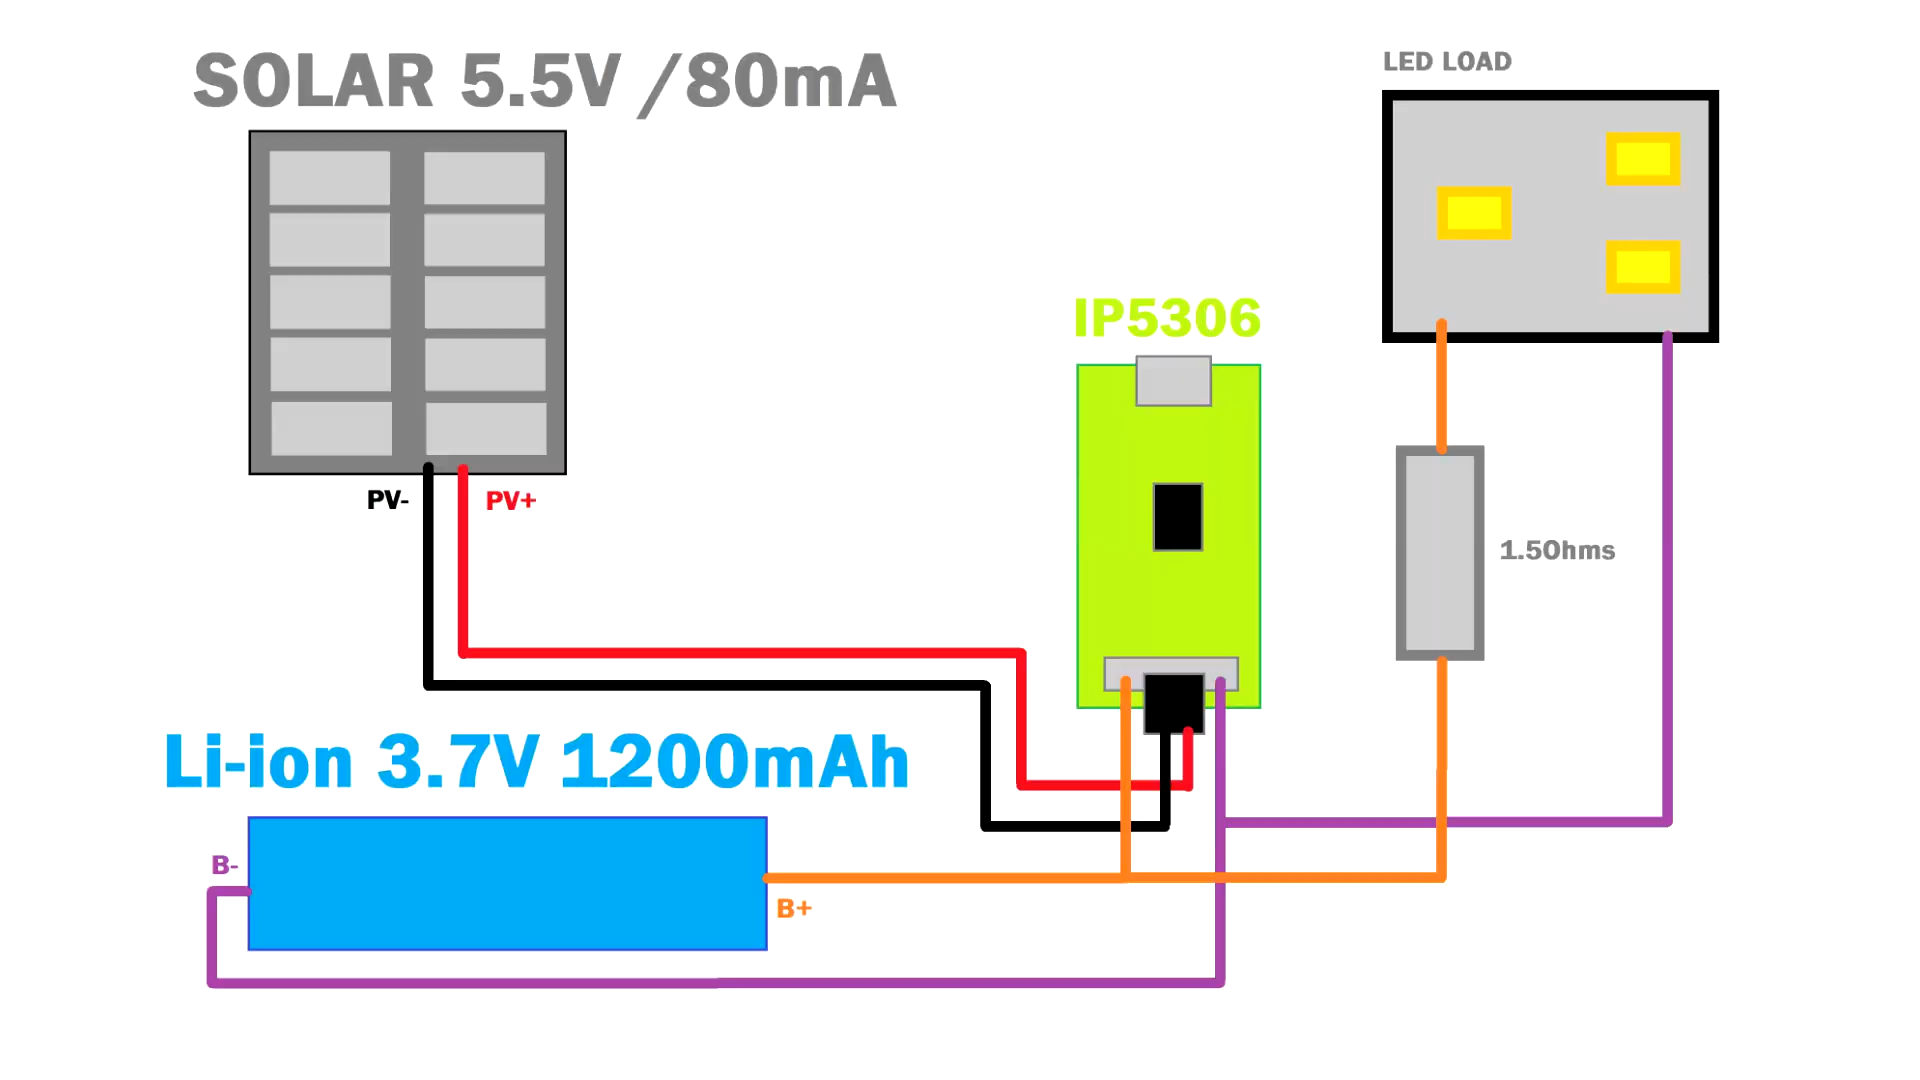 SOLAR 5.5V /80mA
LED LOAD
IP5306
PV-
PV+
1.5Ohms
Li-ion 3.7V 1200mAh
B-
B+